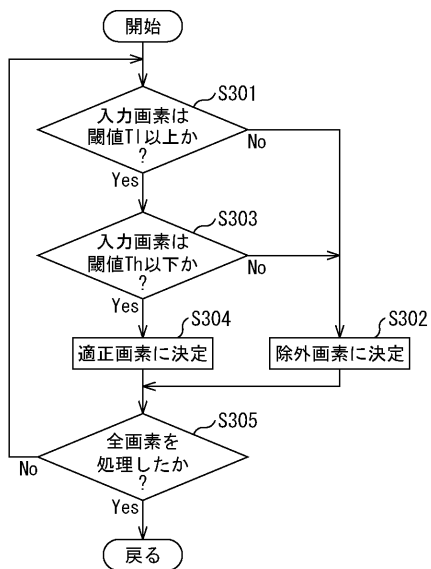 開始
S301
入力画素は
閾値Tl以上か
?
No
Yes
S303
入力画素は
閾値Th以下か
?
No
Yes
S304
適正画素に決定
S302
除外画素に決定
S305
全画素を
処理したか
?
No
Yes
戻る